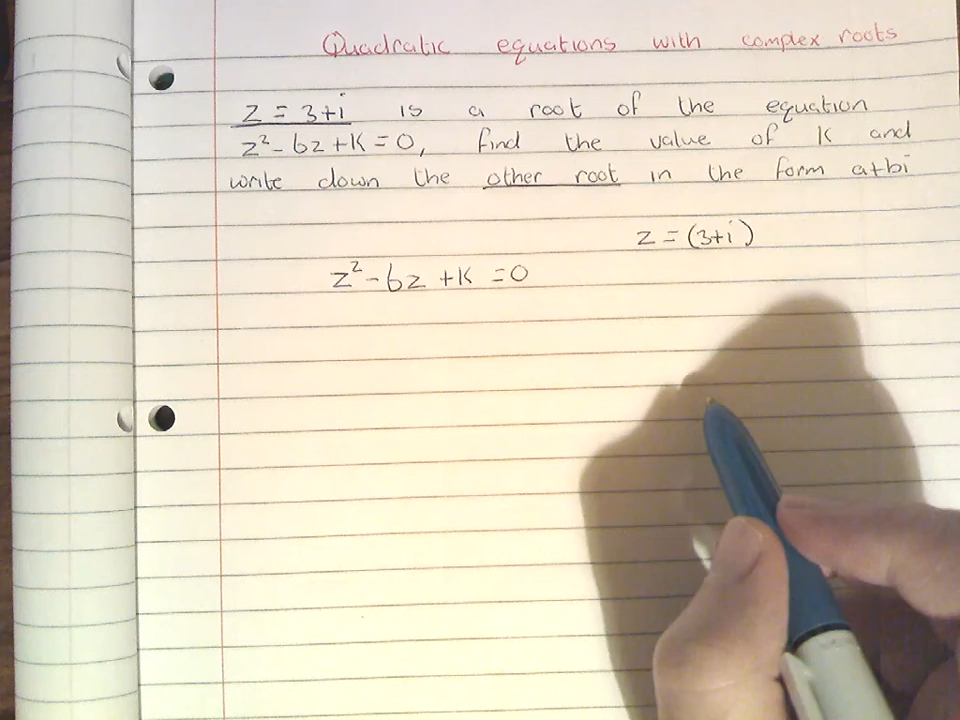 Quadratic equations with complex roots
z = 3+i is a root of the equation
z² - 6z + k = 0, find the value of k and
write down the other root in the form a+bi
z = (3+i)
z² - 6z + k = 0